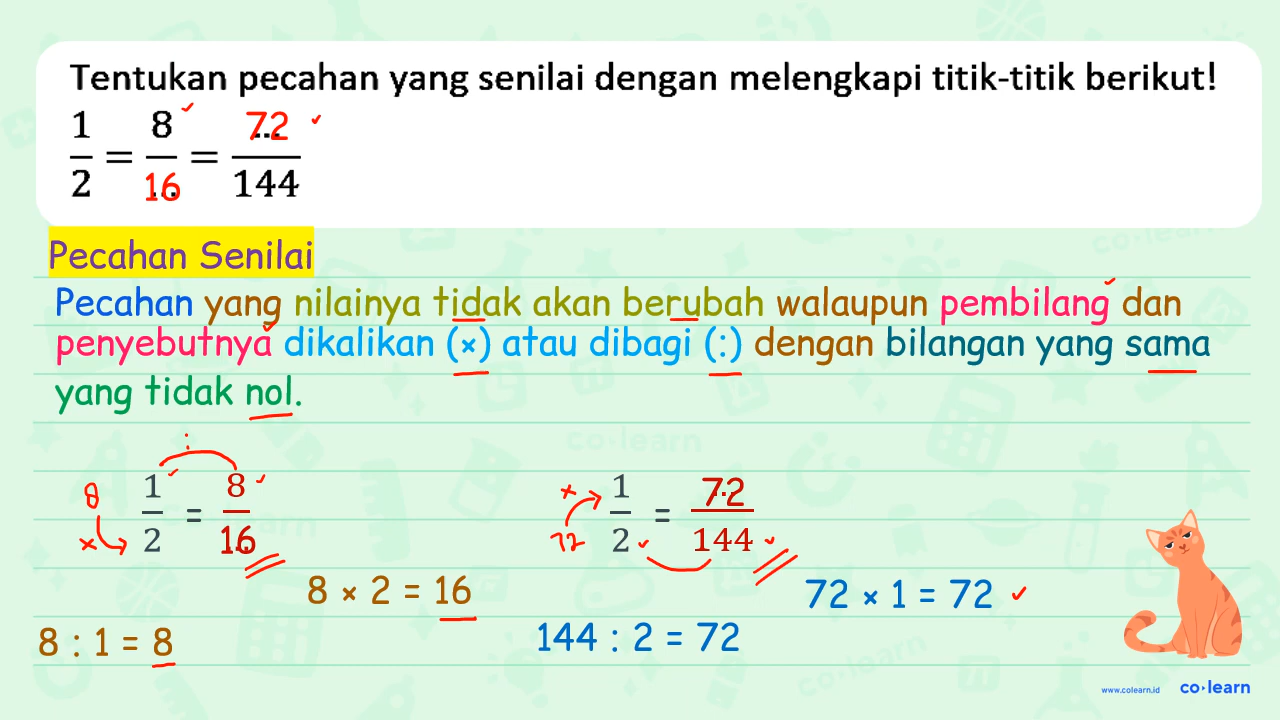 Tentukan pecahan yang senilai dengan melengkapi titik-titik berikut!
1/2 = 8/16 = 72/144
Pecahan Senilai
Pecahan yang nilainya tidak akan berubah walaupun pembilang dan
penyebutnya dikalikan (×) atau dibagi (:) dengan bilangan yang sama
yang tidak nol.
co·learn
:
8 × 1/2 = 8/16
× 72 1/2 = 72/144
8 × 2 = 16
72 × 1 = 72
8 : 1 = 8
144 : 2 = 72
www.colearn.id co·learn